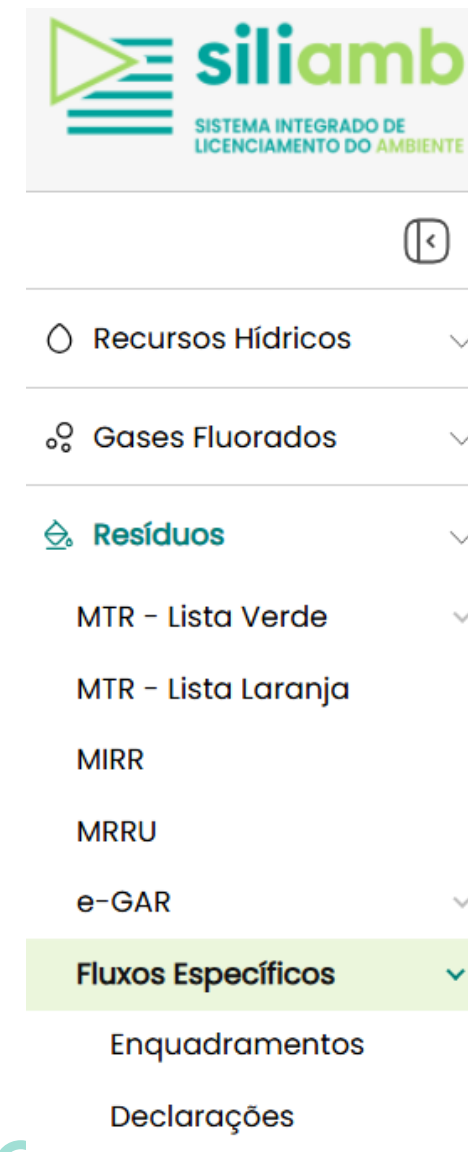 siliamb
SISTEMA INTEGRADO DE
LICENCIAMENTO DO AMBIENTE
Recursos Hídricos
Gases Fluorados
Resíduos
MTR - Lista Verde
MTR - Lista Laranja
MIRR
MRRU
e-GAR
Fluxos Específicos
Enquadramentos
Declarações